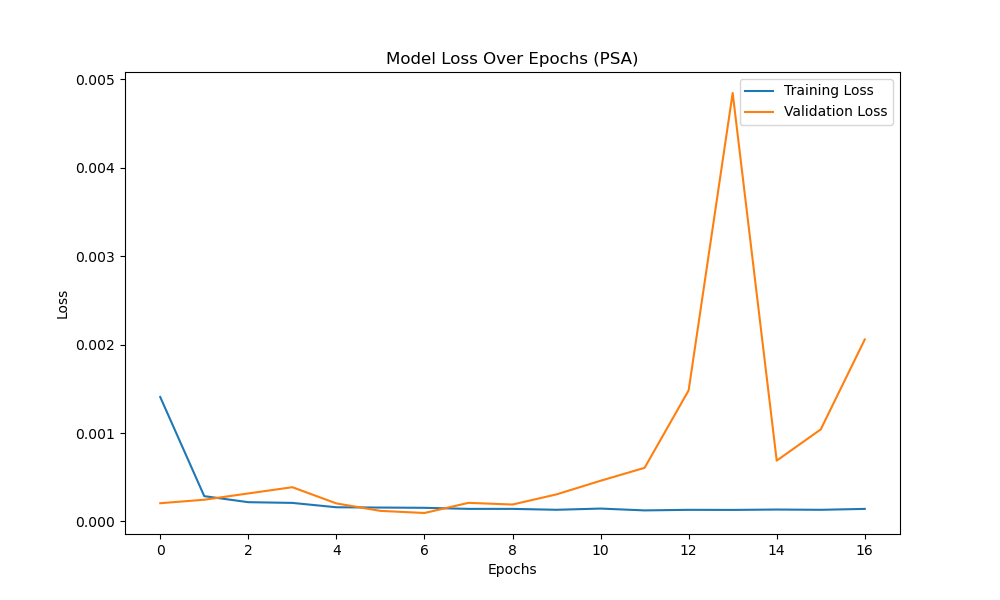 Model Loss Over Epochs (PSA)
Training Loss
Validation Loss
0.005
0.004
0.003
0.002
0.001
0.000
Loss
0 2 4 6 8 10 12 14 16
Epochs